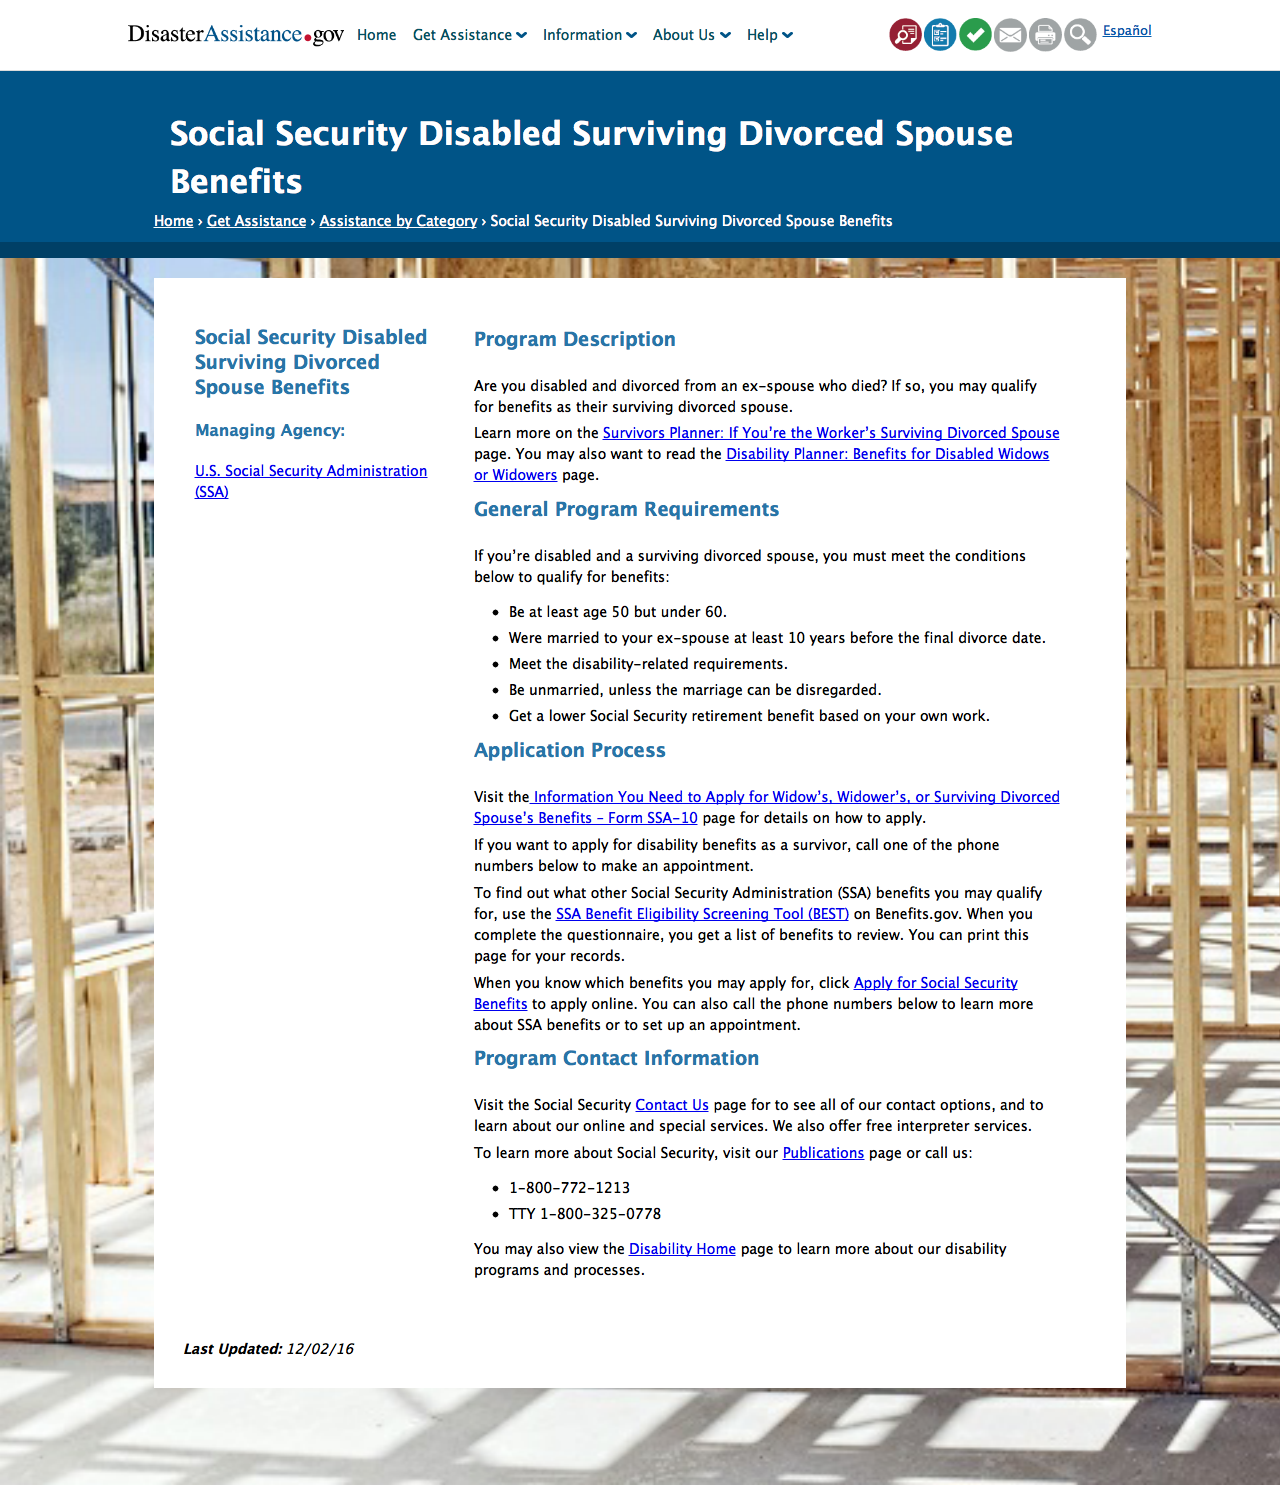 DisasterAssistance.gov Home Get Assistance Information About Us Help Español
Social Security Disabled Surviving Divorced Spouse
Benefits
Home › Get Assistance › Assistance by Category › Social Security Disabled Surviving Divorced Spouse Benefits
Social Security Disabled
Surviving Divorced
Spouse Benefits
Managing Agency:
U.S. Social Security Administration
(SSA)
Program Description
Are you disabled and divorced from an ex-spouse who died? If so, you may qualify
for benefits as their surviving divorced spouse.
Learn more on the Survivors Planner: If You’re the Worker’s Surviving Divorced Spouse
page. You may also want to read the Disability Planner: Benefits for Disabled Widows
or Widowers page.
General Program Requirements
If you’re disabled and a surviving divorced spouse, you must meet the conditions
below to qualify for benefits:
• Be at least age 50 but under 60.
• Were married to your ex-spouse at least 10 years before the final divorce date.
• Meet the disability-related requirements.
• Be unmarried, unless the marriage can be disregarded.
• Get a lower Social Security retirement benefit based on your own work.
Application Process
Visit the Information You Need to Apply for Widow’s, Widower’s, or Surviving Divorced
Spouse’s Benefits – Form SSA-10 page for details on how to apply.
If you want to apply for disability benefits as a survivor, call one of the phone
numbers below to make an appointment.
To find out what other Social Security Administration (SSA) benefits you may qualify
for, use the SSA Benefit Eligibility Screening Tool (BEST) on Benefits.gov. When you
complete the questionnaire, you get a list of benefits to review. You can print this
page for your records.
When you know which benefits you may apply for, click Apply for Social Security
Benefits to apply online. You can also call the phone numbers below to learn more
about SSA benefits or to set up an appointment.
Program Contact Information
Visit the Social Security Contact Us page for to see all of our contact options, and to
learn about our online and special services. We also offer free interpreter services.
To learn more about Social Security, visit our Publications page or call us:
• 1-800-772-1213
• TTY 1-800-325-0778
You may also view the Disability Home page to learn more about our disability
programs and processes.
Last Updated: 12/02/16